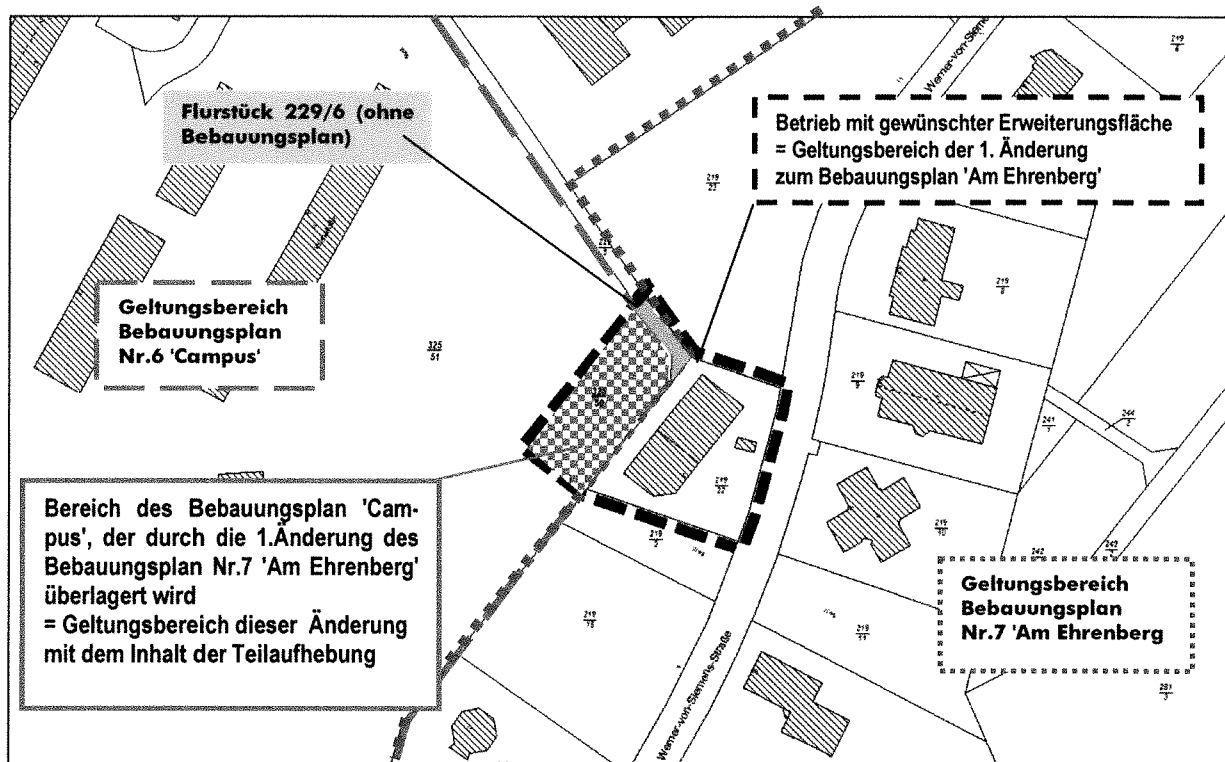 Flurstück 229/6 (ohne
Bebauungsplan)
Betrieb mit gewünschter Erweiterungsfläche
= Geltungsbereich der 1. Änderung
zum Bebauungsplan 'Am Ehrenberg'
Geltungsbereich
Bebauungsplan
Nr.6 'Campus'
Bereich des Bebauungsplan 'Cam-
pus', der durch die 1.Änderung des
Bebauungsplan Nr.7 'Am Ehrenberg'
überlagert wird
= Geltungsbereich dieser Änderung
mit dem Inhalt der Teilaufhebung
Geltungsbereich
Bebauungsplan
Nr.7 'Am Ehrenberg
Werner-von-Sieme
Werner-von-Siemens-Straße
325
51
219
23
219
8
219
9
241
1
244
2
219
22
219
10
242
219
11
219
2
281
3